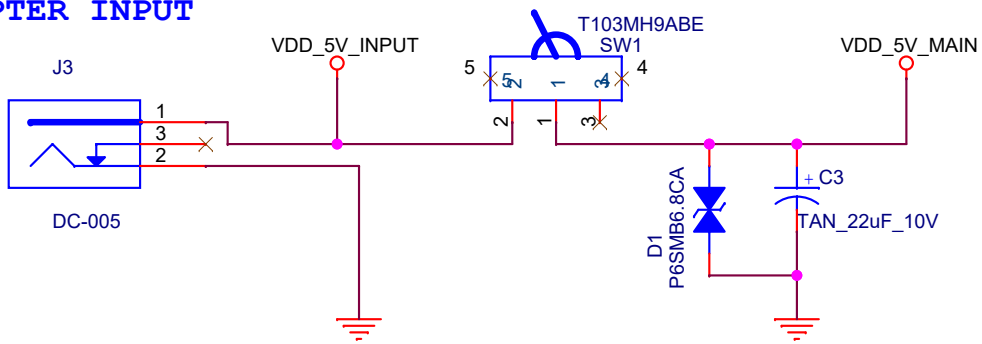 PTER INPUT
T103MH9ABE
SW1
VDD_5V_INPUT
VDD_5V_MAIN
J3
5
5
2
1
3
4
4
1
3
2
2
1
3
C3
+
DC-005
D1
P6SMB6.8CA
TAN_22uF_10V